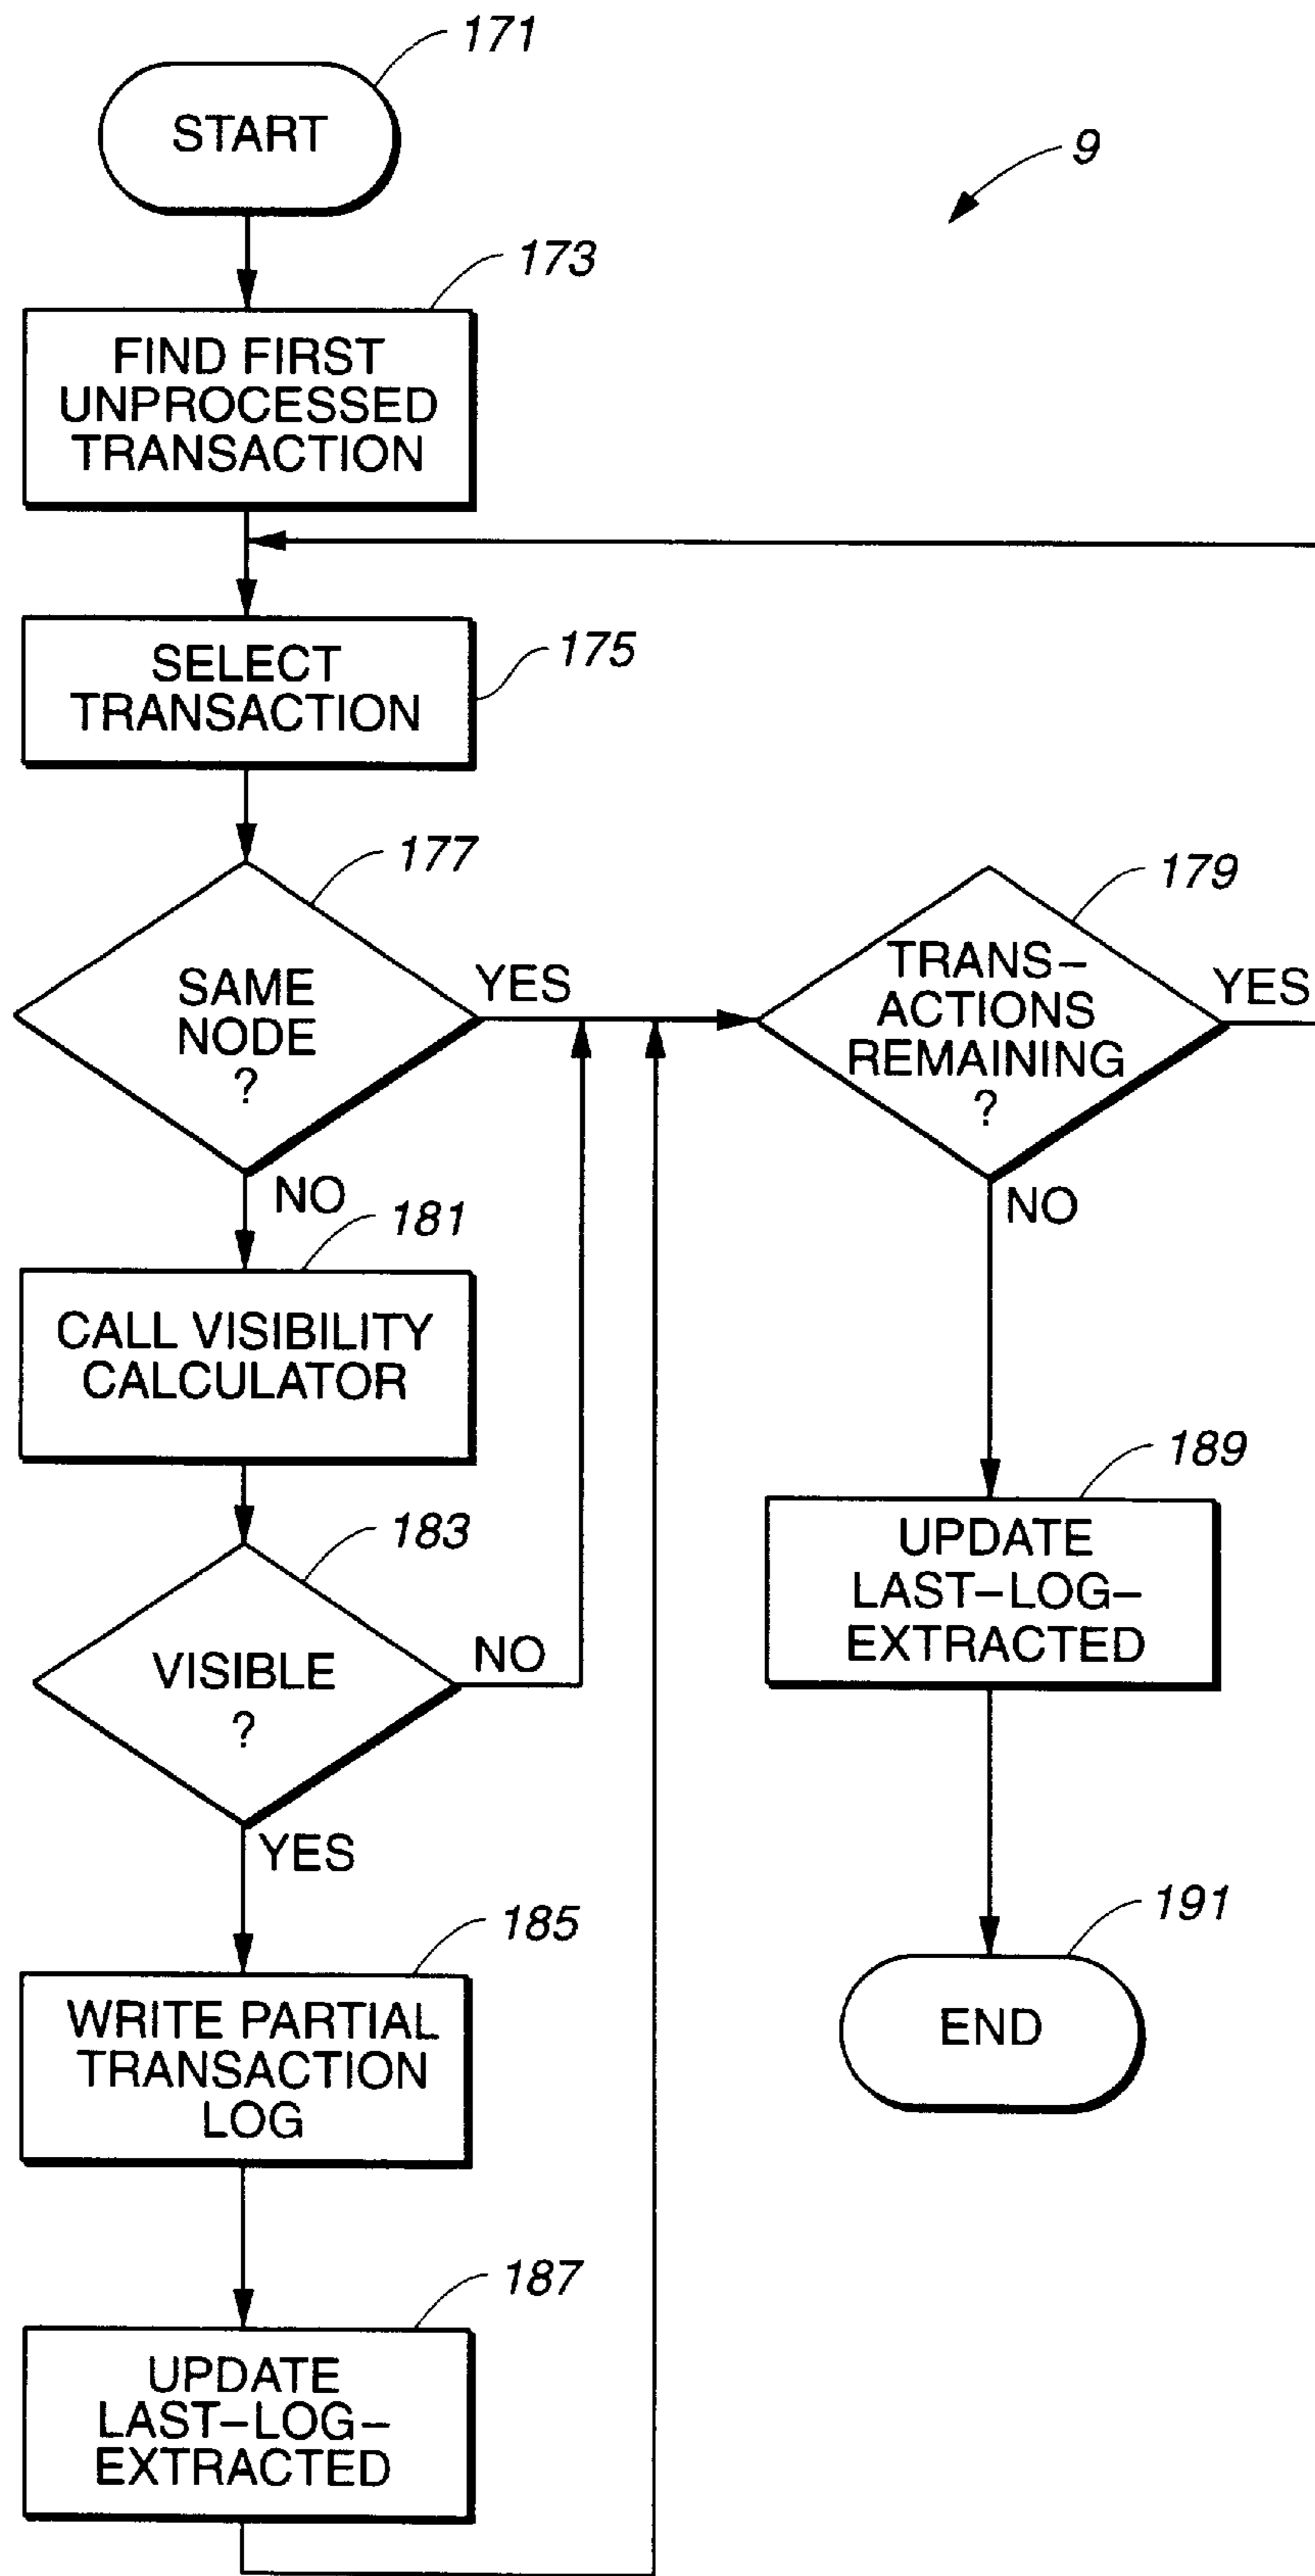 171
START
9
173
FIND FIRST
UNPROCESSED
TRANSACTION
SELECT
TRANSACTION
175
177
SAME
NODE
?
YES
NO
179
TRANS–
ACTIONS
REMAINING
?
YES
NO
181
CALL VISIBILITY
CALCULATOR
183
VISIBLE
?
NO
YES
185
WRITE PARTIAL
TRANSACTION
LOG
187
UPDATE
LAST–LOG–
EXTRACTED
189
UPDATE
LAST–LOG–
EXTRACTED
191
END